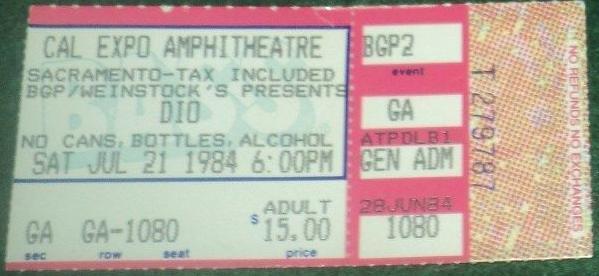 CAL EXPO AMPHITHEATRE
SACRAMENTO-TAX INCLUDED
BGP/WEINSTOCK'S PRESENTS
DIO
NO CANS, BOTTLES, ALCOHOL
SAT JUL 21 1984 6:00PM
GA GA-1080
sec row seat
ADULT
$15.00
price
BGP2
event
GA
ATPDLB1
GEN ADM
28JUN84
1080
T 279787
NO REFUNDS, NO EXCHANGES
BASS